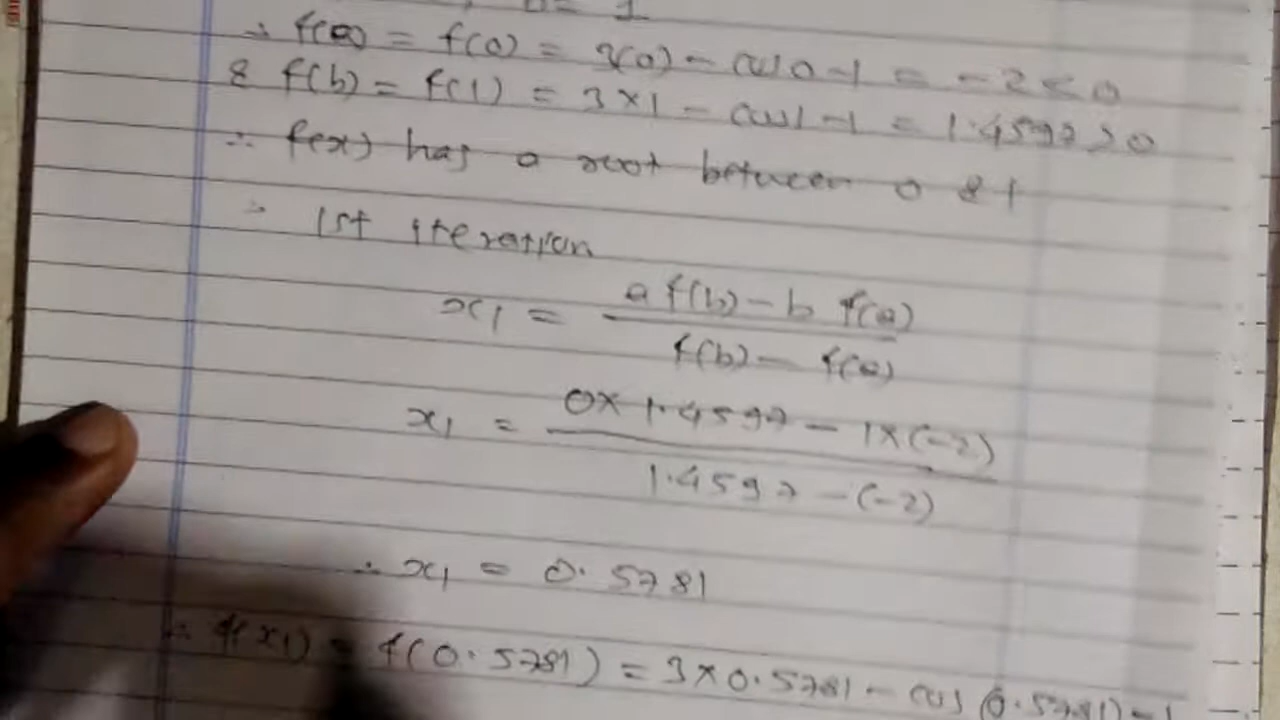 = 1
∴ f(a) = f(0) = 3(0) - cos 0 - 1 = -2 < 0
& f(b) = f(1) = 3×1 - cos1 - 1 = 1.4597 > 0
∴ f(x) has a root between 0 & 1
∴ 1st iteration
x1 = a f(b) - b f(a)
f(b) - f(a)
x1 = 0×1.4597 - 1×(-2)
1.4597 - (-2)
∴ x1 = 0.5781
∴ f(x1) = f(0.5781) = 3×0.5781 - cos(0.5781) - 1